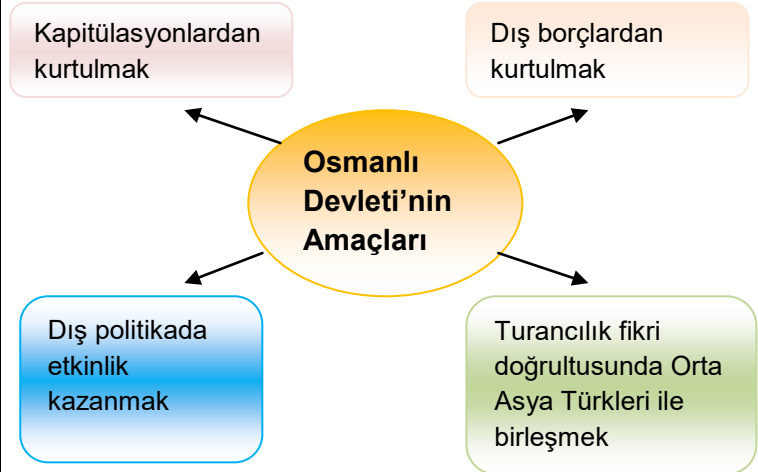 Kapitülasyonlardan
kurtulmak
Dış borçlardan
kurtulmak
Osmanlı
Devleti’nin
Amaçları
Dış politikada
etkinlik
kazanmak
Turancılık fikri
doğrultusunda Orta
Asya Türkleri ile
birleşmek